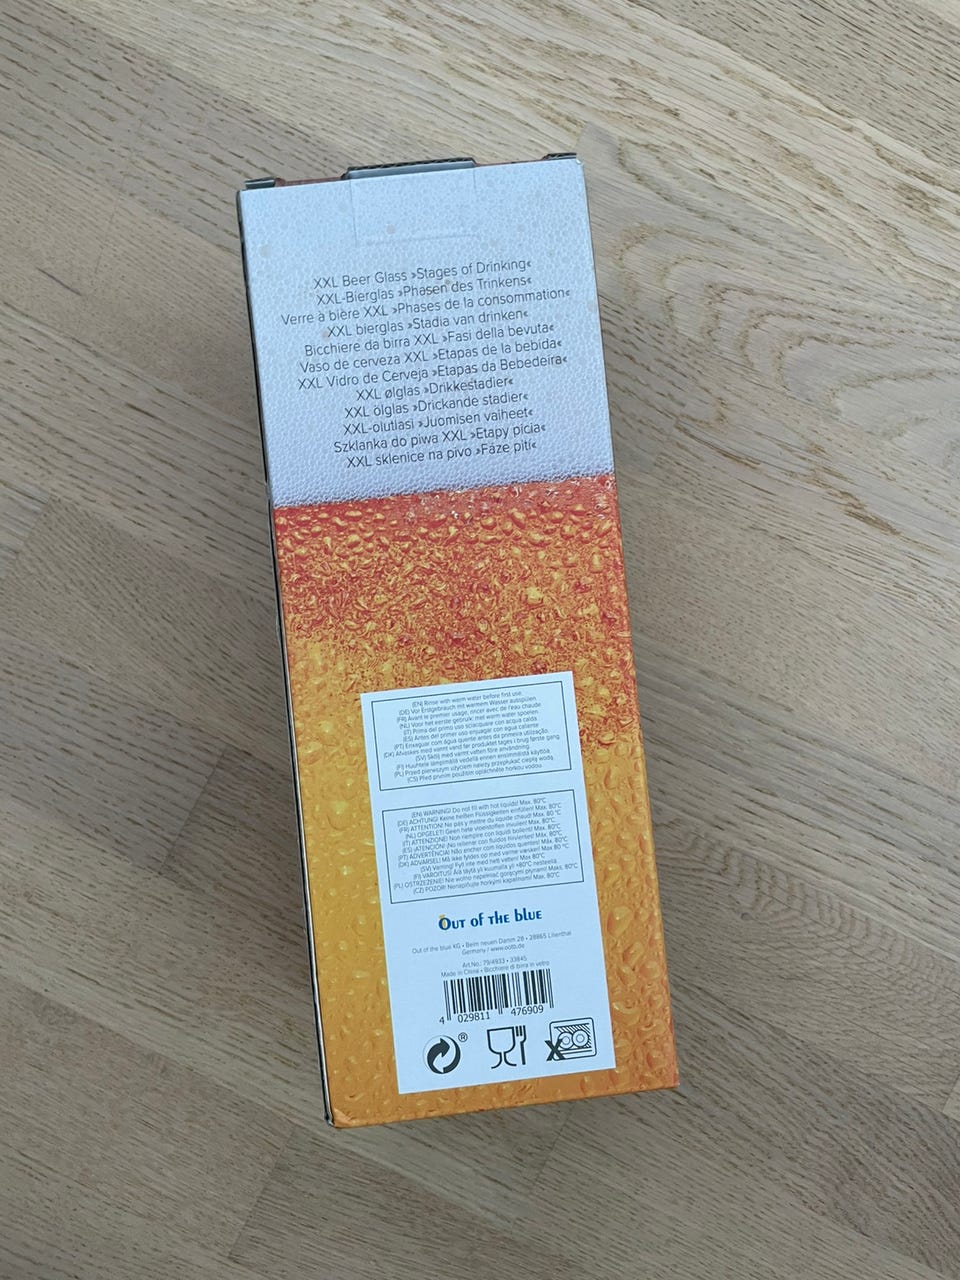 XXL Beer Glass »Stages of Drinking«
XXL-Bierglas »Phasen des Trinkens«
Verre à bière XXL »Phases de la consommation«
XXL bierglas »Stadia van drinken«
Bicchiere da birra XXL »Fasi della bevuta«
Vaso de cerveza XXL »Etapas de la bebida«
XXL Vidro de Cerveja »Etapas da Bebedeira«
XXL ølglas »Drikkestadier«
XXL ölglas »Drickande stadier«
XXL-olutlasi »Juomisen vaiheet«
Szklanka do piwa XXL »Etapy picia«
XXL sklenice na pivo »Fáze pití«
(EN) Rinse with warm water before first use.
(DE) Vor Erstgebrauch mit warmem Wasser ausspülen.
(FR) Avant le premier usage, rincer avec de l'eau chaude
(NL) Voor het eerste gebruik: met warm water spoelen.
(IT) Prima del primo uso sciacquare con acqua calda.
(ES) Antes del primer uso enjuagar con agua caliente.
(PT) Enxaguar com água quente antes da primeira utilização.
(DK) Afvaskes med varmt vand før produktet tages i brug første gang.
(SV) Skölj med varmt vatten före användning.
(FI) Huuhtele lämpimällä vedellä ennen ensimmäistä käyttöä.
(PL) Przed pierwszym użyciem należy przepłukać ciepłą wodą.
(CS) Před prvním použitím opláchněte horkou vodou.
(EN) WARNING! Do not fill with hot liquids! Max. 80°C
(DE) ACHTUNG! Keine heißen Flüssigkeiten einfüllen! Max. 80°C
(FR) ATTENTION! Ne pas y mettre du liquide chaud! Max. 80 °C
(NL) OPGELET! Geen hete vloeistoffen invullen! Max. 80°C.
(IT) ATTENZIONE! Non riempire con liquidi bollenti! Max. 80°C.
(ES) ¡ATENCIÓN! ¡No rellenar con fluidos hirvientes! Max. 80°C.
(PT) ADVERTÊNCIA! Não encher com líquidos quentes! Máx. 80°C.
(DK) ADVARSEL! Må ikke fyldes op med varme væsker! Max 80 °C
(SV) Varning! Fyll inte med hett vatten! Max 80°C
(FI) VAROITUS! Älä täytä yli kuumalla yli +80°C nesteellä.
(PL) OSTRZEŻENIE! Nie wolno napełniać gorącymi płynami! Maks. 80°C.
(CZ) POZOR! Nenaplňujte horkými kapalinami! Max. 80°C
Out of the blue
Out of the blue KG • Beim neuen Damm 28 • 28865 Lilienthal
Germany / www.ootb.de
Art.No.: 79/4933 • 33845
Made in China • Bicchiere di birra in vetro
4 029811 476909
®